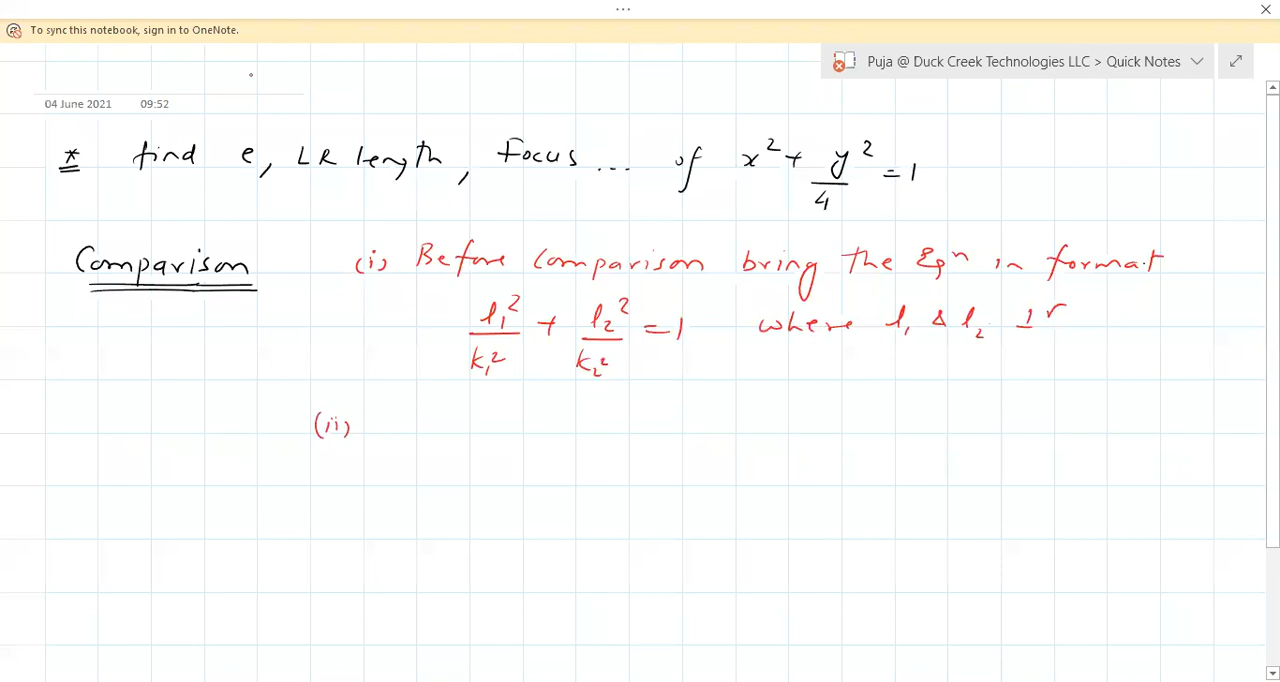 To sync this notebook, sign in to OneNote.
Puja @ Duck Creek Technologies LLC > Quick Notes
04 June 2021 09:52
* find e, LR length, Focus... of x² + y²/4 = 1
Comparison (i) Before Comparison bring the Eqⁿ in format.
l₁²/k₁² + l₂²/k₂² = 1 where l₁ & l₂ ⊥r
(ii)